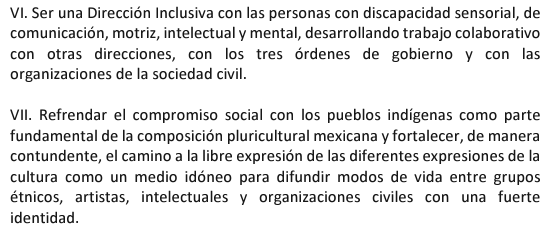 VI. Ser una Dirección Inclusiva con las personas con discapacidad sensorial, de
comunicación, motriz, intelectual y mental, desarrollando trabajo colaborativo
con otras direcciones, con los tres órdenes de gobierno y con las
organizaciones de la sociedad civil.
VII. Refrendar el compromiso social con los pueblos indígenas como parte
fundamental de la composición pluricultural mexicana y fortalecer, de manera
contundente, el camino a la libre expresión de las diferentes expresiones de la
cultura como un medio idóneo para difundir modos de vida entre grupos
étnicos, artistas, intelectuales y organizaciones civiles con una fuerte
identidad.